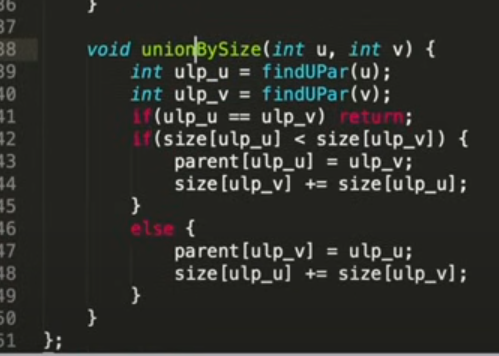 36 }
37
38 void unionBySize(int u, int v) {
39 int ulp_u = findUPar(u);
40 int ulp_v = findUPar(v);
41 if(ulp_u == ulp_v) return;
42 if(size[ulp_u] < size[ulp_v]) {
43 parent[ulp_u] = ulp_v;
44 size[ulp_v] += size[ulp_u];
45 }
46 else {
47 parent[ulp_v] = ulp_u;
48 size[ulp_u] += size[ulp_v];
49 }
50 }
51 };